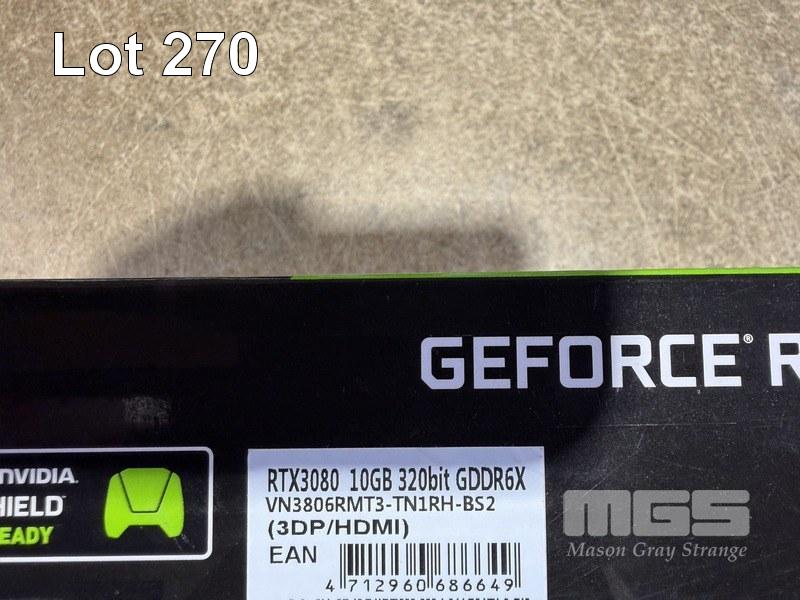 Lot 270
GEFORCE® R
NVIDIA.
HIELD
EADY
RTX3080 10GB 320bit GDDR6X
VN3806RMT3-TN1RH-BS2
(3DP/HDMI)
EAN
4 712960 686649
MGS
Mason Gray Strange